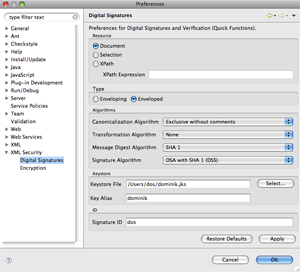 Preferences
type filter text
General
Ant
Checkstyle
Help
Install/Update
Java
JavaScript
Plug-in Development
Run/Debug
Server
Service Policies
Team
Validation
Web
Web Services
XML
XML Security
Digital Signatures
Encryption
Digital Signatures
Preferences for Digital Signatures and Verification (Quick Functions).
Resource
Document
Selection
XPath
XPath Expression
Type
Enveloping Enveloped
Algorithms
Canonicalization Algorithm Exclusive without comments
Transformation Algorithm None
Message Digest Algorithm SHA 1
Signature Algorithm DSA with SHA 1 (DSS)
Keystore
Keystore File /Users/dos/dominik.jks Select...
Key Alias dominik
ID
Signature ID dos
Restore Defaults Apply
? Cancel OK